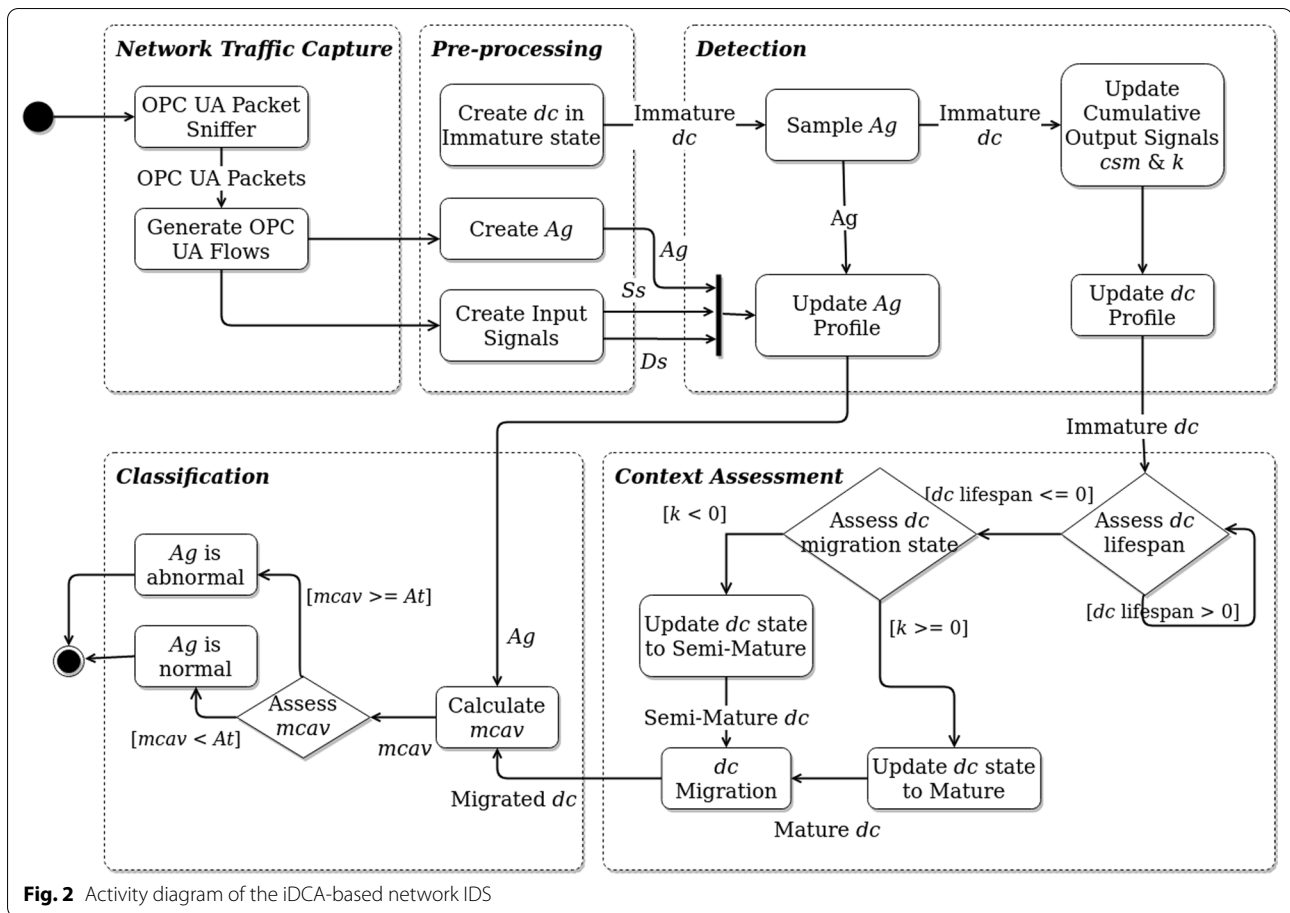 Network Traffic Capture
OPC UA Packet
Sniffer
OPC UA Packets
Generate OPC
UA Flows
Pre-processing
Create dc in
Immature state
Immature
dc
Create Ag
Ag
Ss
Create Input
Signals
Ds
Detection
Sample Ag
Immature
dc
Update
Cumulative
Output Signals
csm & k
Ag
Update Ag
Profile
Update dc
Profile
Immature dc
Classification
Ag is
abnormal
[mcav >= At]
Ag is
normal
Assess
mcav
[mcav < At]
mcav
Calculate
mcav
Ag
Migrated dc
Context Assessment
[dc lifespan <= 0]
Assess dc
lifespan
[dc lifespan > 0]
Assess dc
migration state
[k < 0]
[k >= 0]
Update dc state
to Semi-Mature
Semi-Mature dc
dc
Migration
Update dc state
to Mature
Mature dc
Fig. 2 Activity diagram of the iDCA-based network IDS